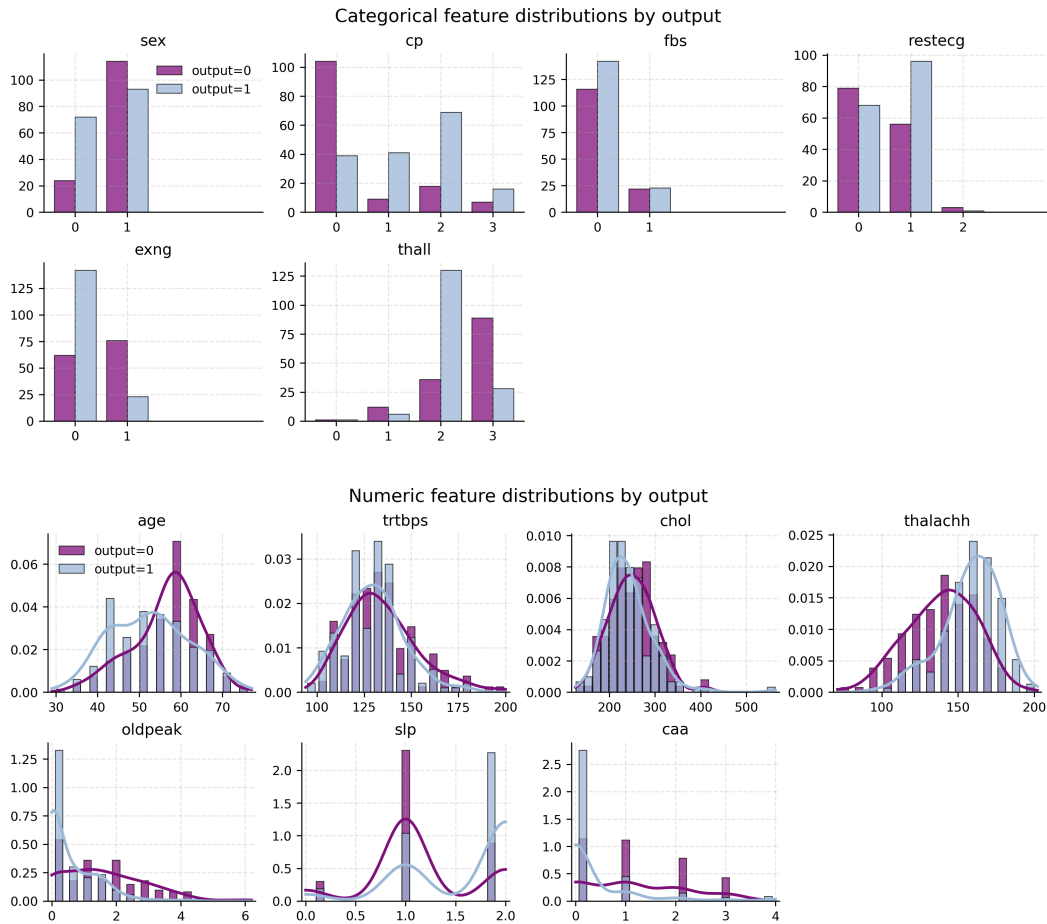 Categorical feature distributions by output
sex
cp
fbs
restecg
output=0
output=1
0 20 40 60 80 100
0 1
0 20 40 60 80 100
0 1 2 3
0 25 50 75 100 125
0 1
0 20 40 60 80 100
0 1 2
exng
thall
0 25 50 75 100 125
0 1
0 25 50 75 100 125
0 1 2 3
Numeric feature distributions by output
age
trtbps
chol
thalachh
output=0
output=1
0.00 0.02 0.04 0.06
30 40 50 60 70
0.00 0.01 0.02 0.03
100 125 150 175 200
0.000 0.002 0.004 0.006 0.008 0.010
200 300 400 500
0.000 0.005 0.010 0.015 0.020 0.025
100 150 200
oldpeak
slp
caa
0.00 0.25 0.50 0.75 1.00 1.25
0 2 4 6
0.0 0.5 1.0 1.5 2.0
0.0 0.5 1.0 1.5 2.0
0.0 0.5 1.0 1.5 2.0 2.5
0 1 2 3 4